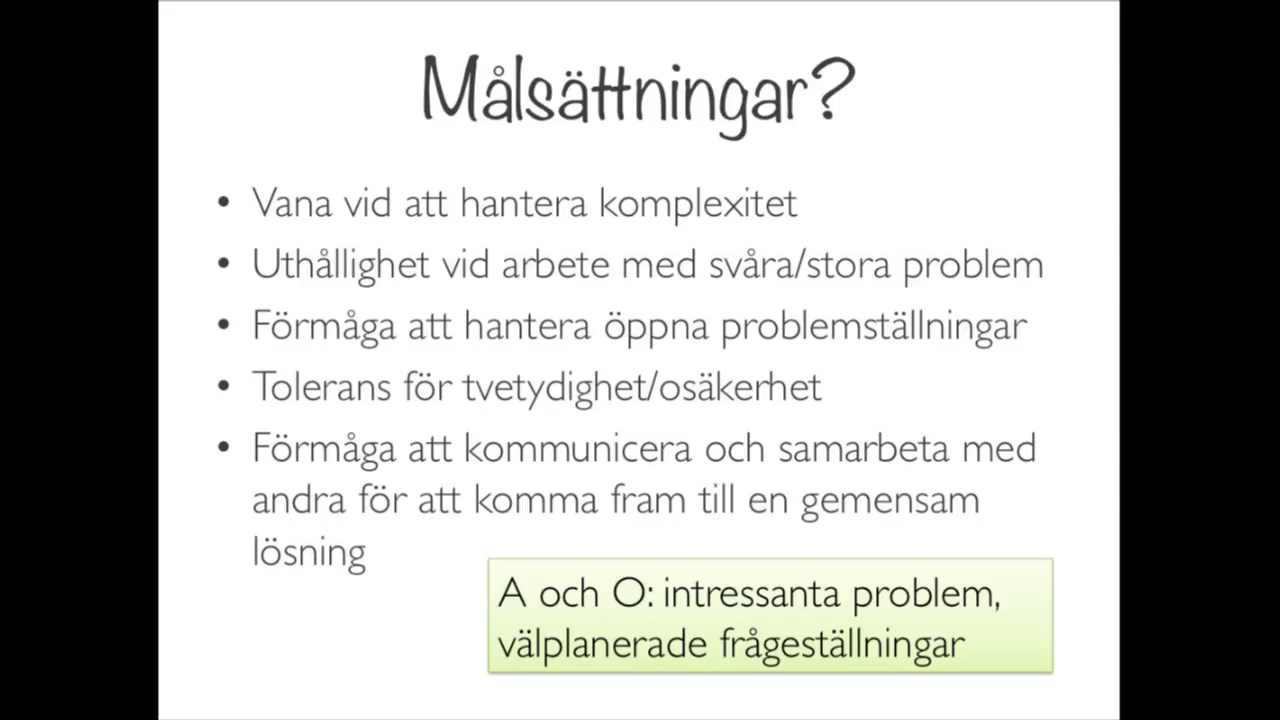 Målsättningar?
• Vana vid att hantera komplexitet
• Uthållighet vid arbete med svåra/stora problem
• Förmåga att hantera öppna problemställningar
• Tolerans för tvetydighet/osäkerhet
• Förmåga att kommunicera och samarbeta med
andra för att komma fram till en gemensam
lösning
A och O: intressanta problem,
välplanerade frågeställningar